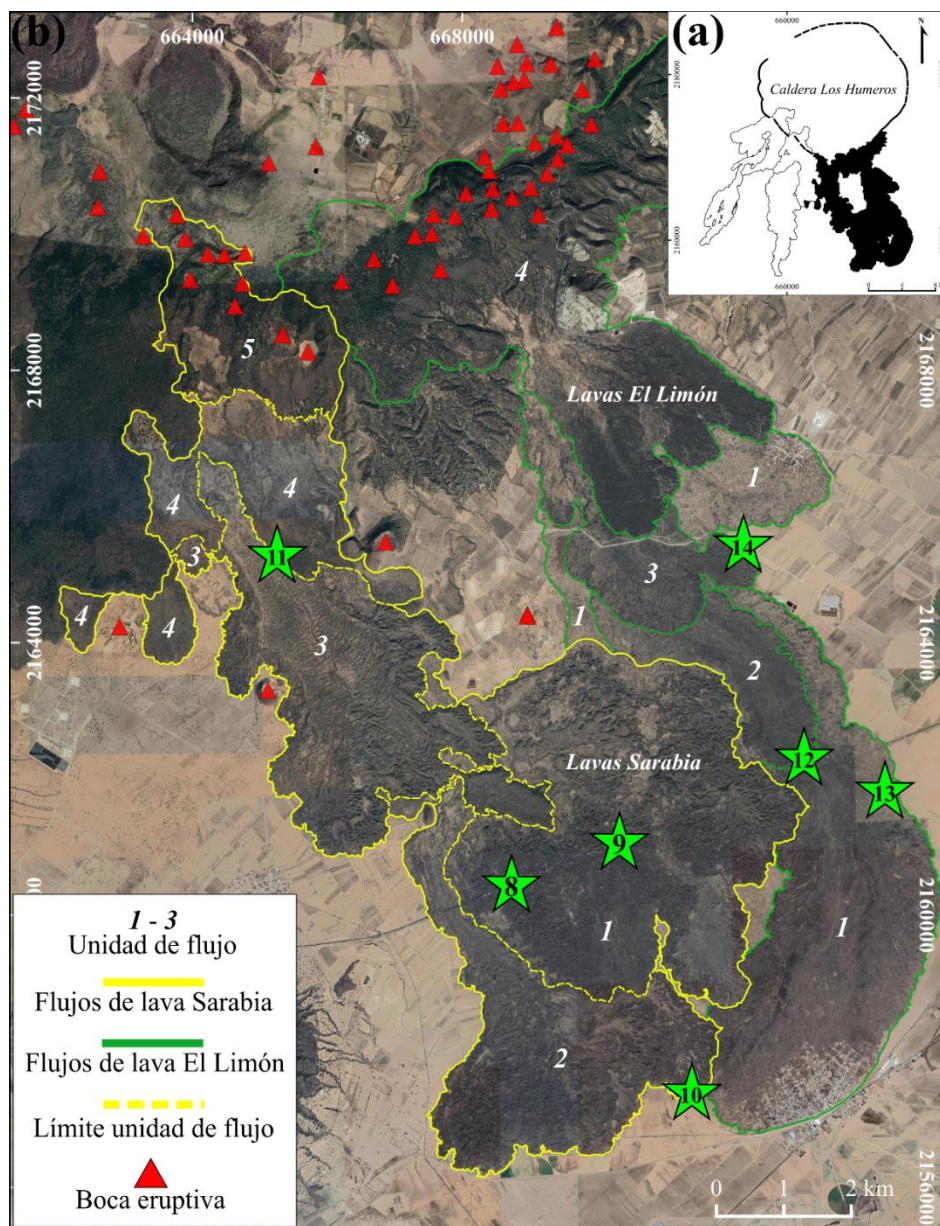 (b)
664000
668000
(a)
660000
N
2180000
Caldera Los Humeros
2160000
660000
2172000
2168000
2168000
4
5
Lavas El Limón
1
4
4
3
11
14
3
4
4
3
1
2164000
2164000
2
Lavas Sarabia
12
13
9
8
1
1
2160000
2
10
2156000
1 - 3
Unidad de flujo
Flujos de lava Sarabia
Flujos de lava El Limón
Límite unidad de flujo
Boca eruptiva
0 1 2 km